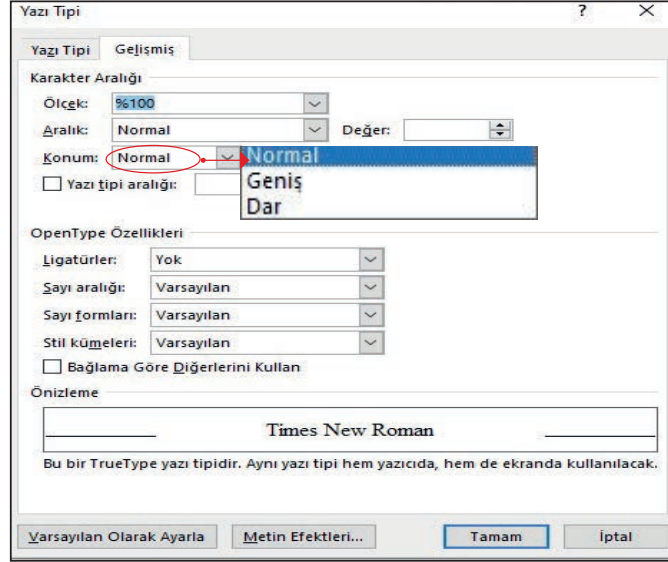 Yazı Tipi ? ×
Yazı Tipi Gelişmiş
Karakter Aralığı
Ölçek: %100
Aralık: Normal Değer:
Konum: Normal Normal
Yazı tipi aralığı: Geniş
Dar
OpenType Özellikleri
Ligatürler: Yok
Sayı aralığı: Varsayılan
Sayı formları: Varsayılan
Stil kümeleri: Varsayılan
Bağlama Göre Diğerlerini Kullan
Önizleme
Times New Roman
Bu bir TrueType yazı tipidir. Aynı yazı tipi hem yazıcıda, hem de ekranda kullanılacak.
Varsayılan Olarak Ayarla Metin Efektleri... Tamam İptal